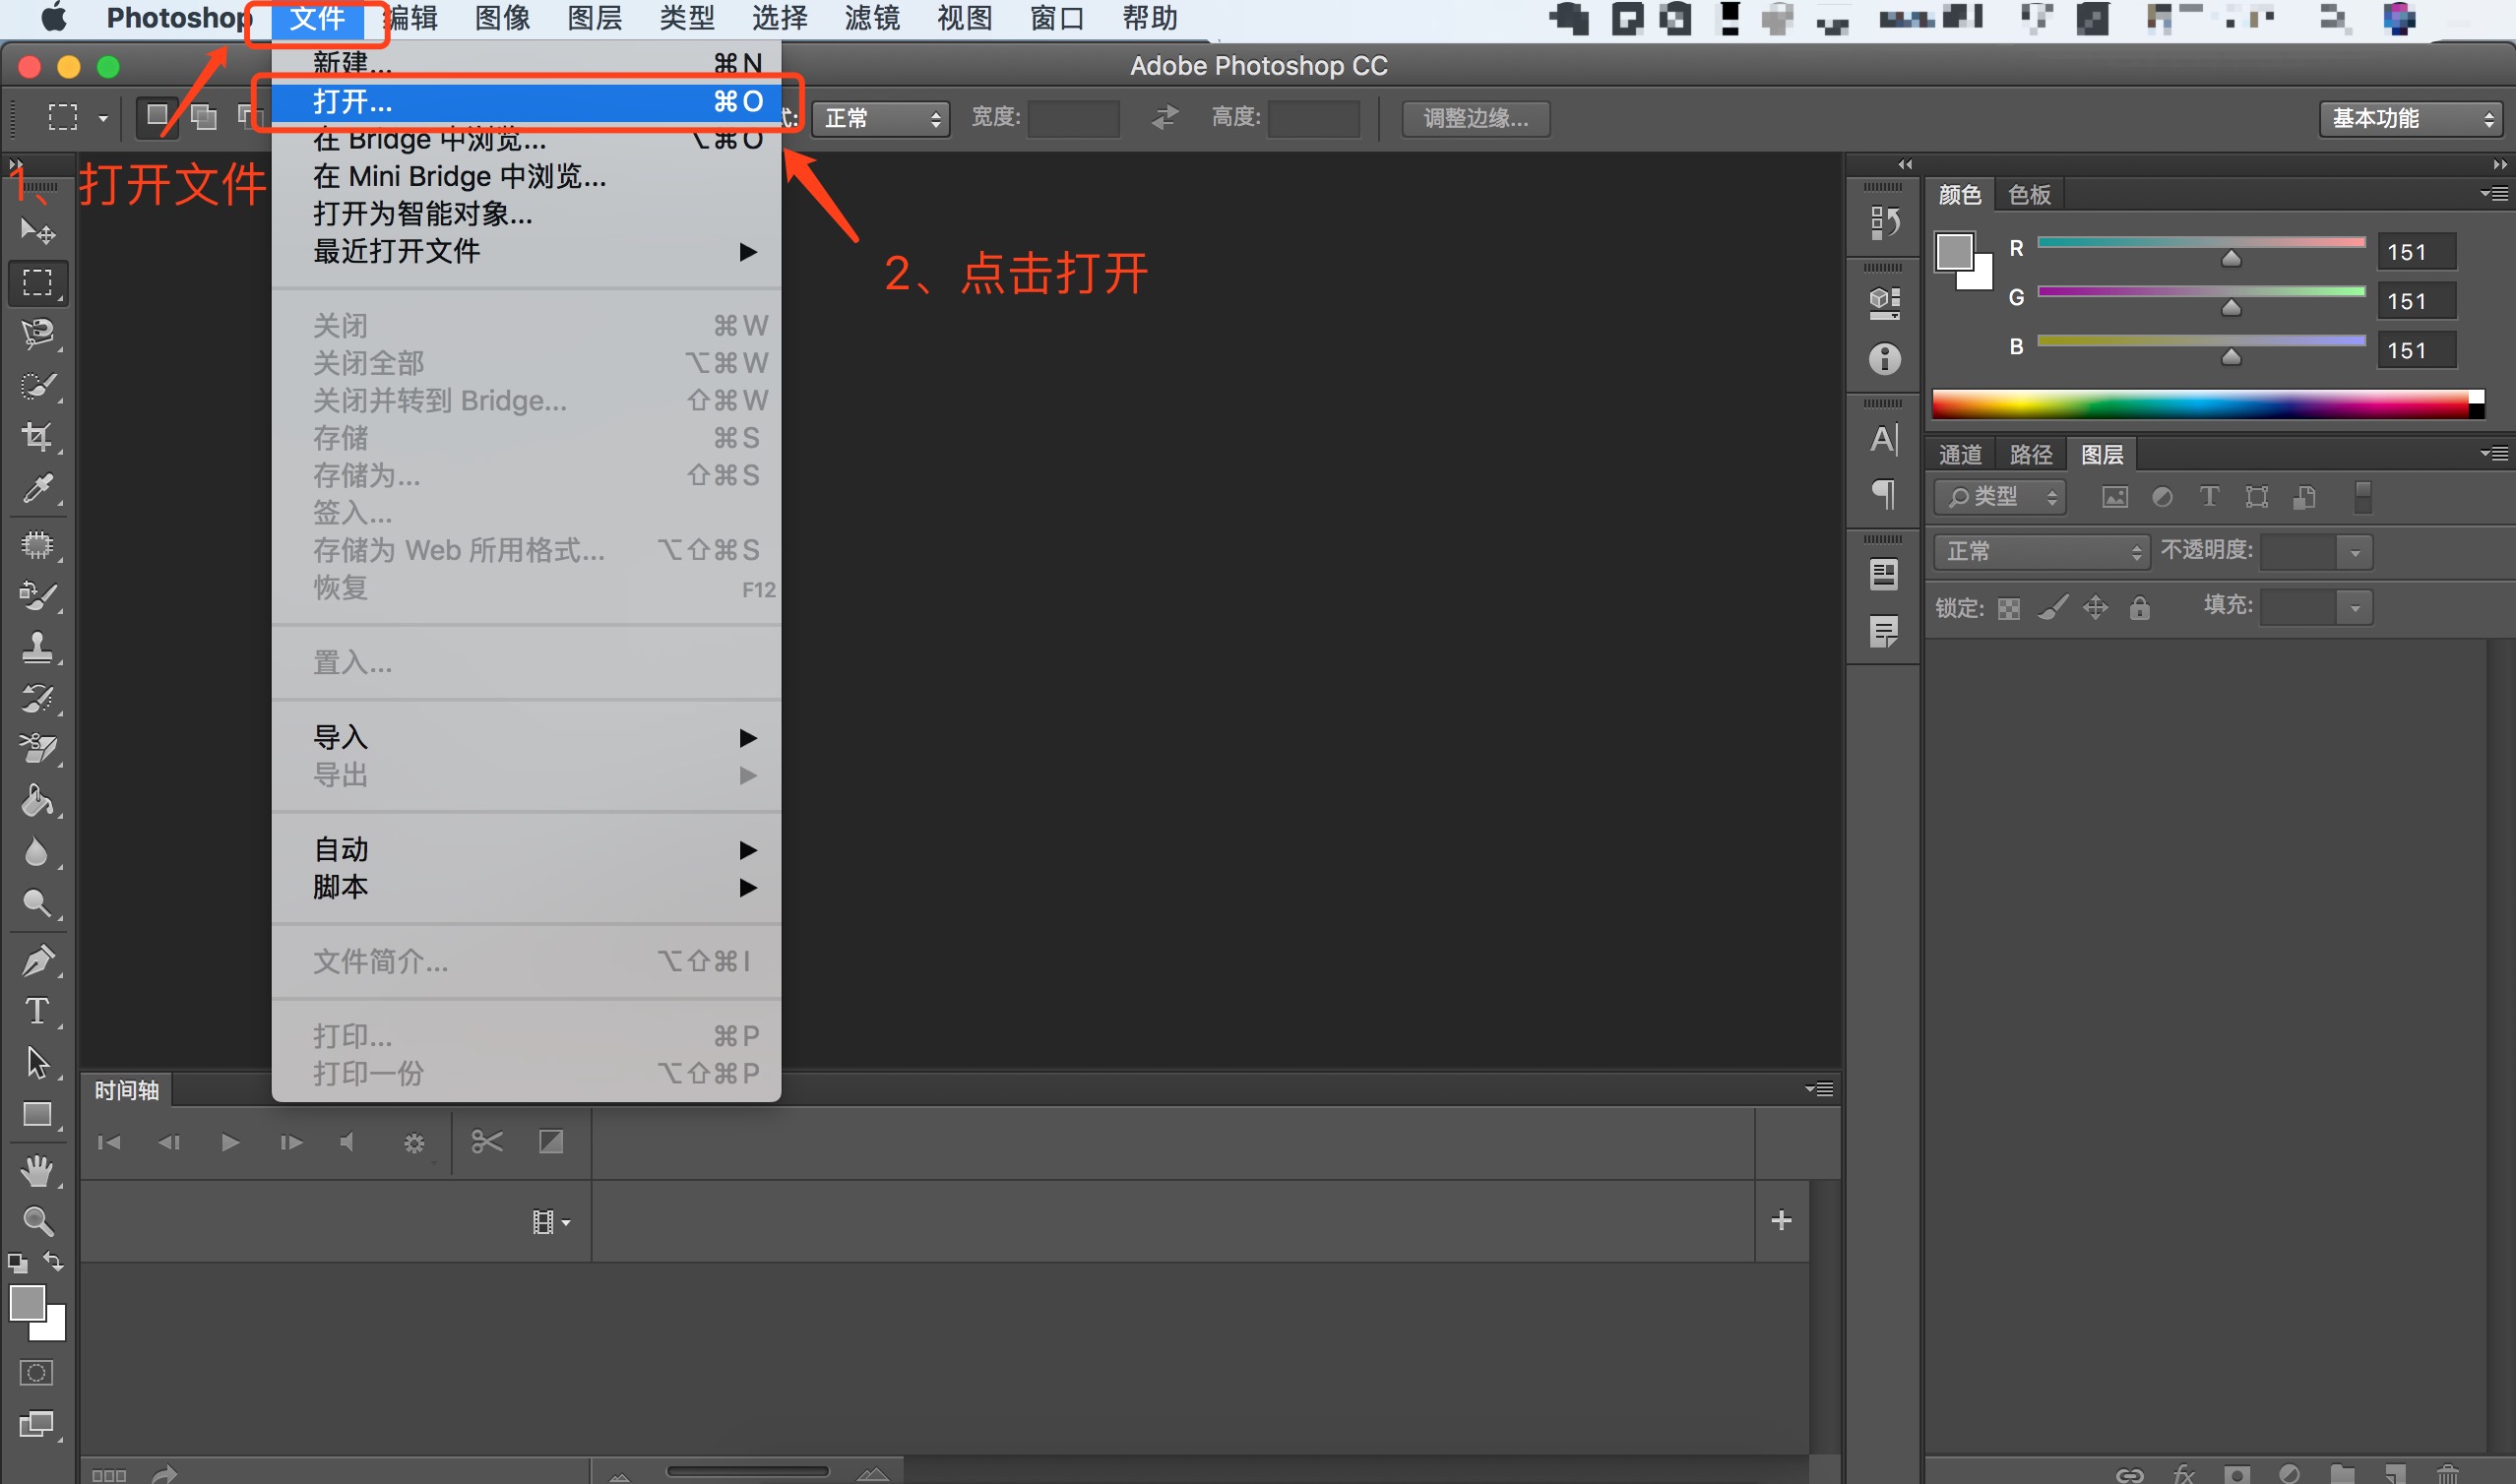 Photoshop 文件 编辑 图像 图层 类型 选择 滤镜 视图 窗口 帮助
Adobe Photoshop CC
新建... ⌘N
打开... ⌘O
在 Bridge 中浏览... ⌥⌘O
在 Mini Bridge 中浏览...
打开为智能对象...
最近打开文件 ▶
关闭 ⌘W
关闭全部 ⌥⌘W
关闭并转到 Bridge... ⇧⌘W
存储 ⌘S
存储为... ⇧⌘S
签入...
存储为 Web 所用格式... ⌥⇧⌘S
恢复 F12
置入...
导入 ▶
导出 ▶
自动 ▶
脚本 ▶
文件简介... ⌥⇧⌘I
打印... ⌘P
打印一份 ⌥⇧⌘P
式: 正常 宽度: 高度: 调整边缘... 基本功能
1、打开文件
2、点击打开
颜色 色板
R 151
G 151
B 151
通道 路径 图层
类型
正常 不透明度:
锁定: 填充:
时间轴